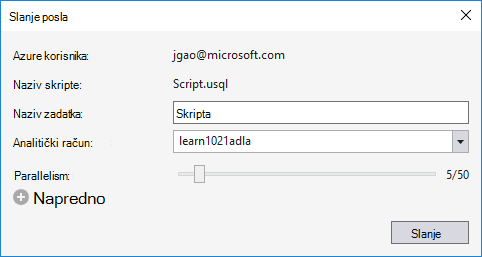 Slanje posla
Azure korisnika: jgao@microsoft.com
Naziv skripte: Script.usql
Naziv zadatka: Skripta
Analitički račun: learn1021adla
Parallelism: 5/50
Napredno
Slanje